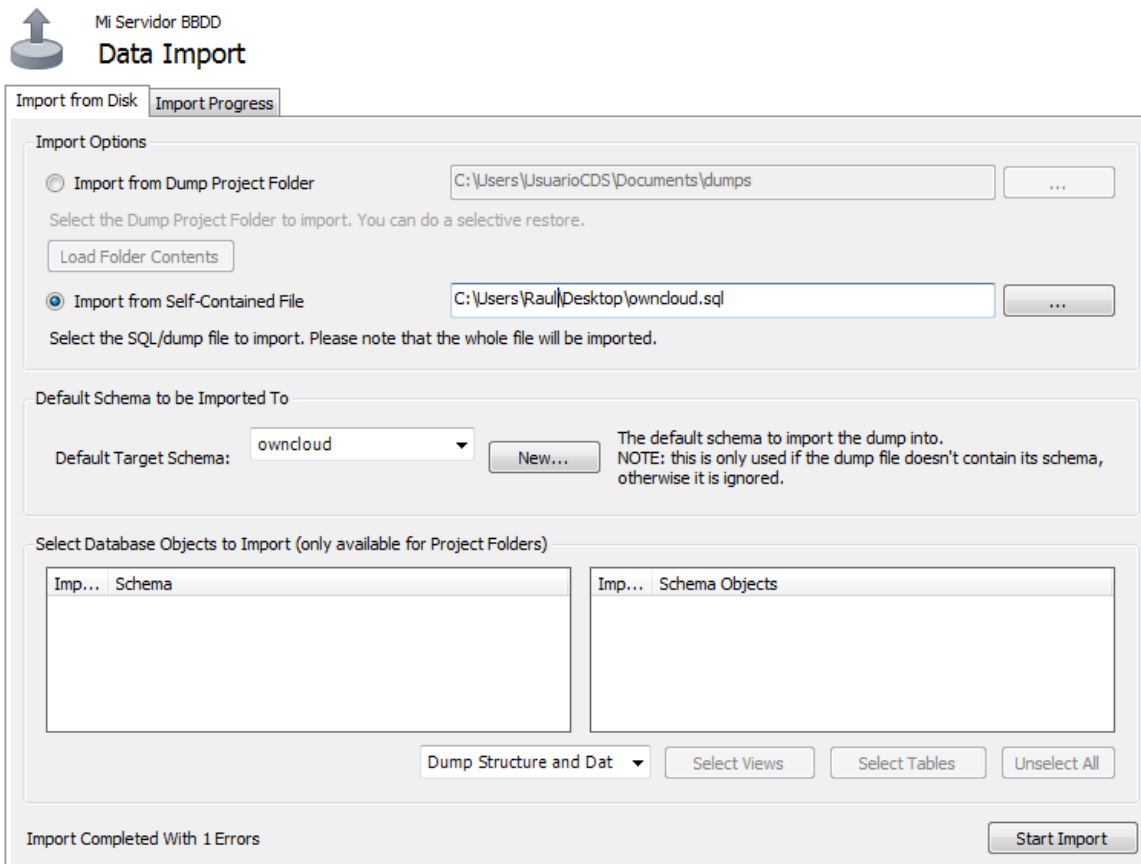 Mi Servidor BBDD
Data Import
Import from Disk
Import Progress
Import Options
Import from Dump Project Folder
C:\Users\UsuarioCDS\Documents\dumps
...
Select the Dump Project Folder to import. You can do a selective restore.
Load Folder Contents
Import from Self-Contained File
C:\Users\Raul\Desktop\owncloud.sql
...
Select the SQL/dump file to import. Please note that the whole file will be imported.
Default Schema to be Imported To
Default Target Schema:
owncloud
New...
The default schema to import the dump into.
NOTE: this is only used if the dump file doesn't contain its schema,
otherwise it is ignored.
Select Database Objects to Import (only available for Project Folders)
Imp... Schema
Imp... Schema Objects
Dump Structure and Dat
Select Views
Select Tables
Unselect All
Import Completed With 1 Errors
Start Import